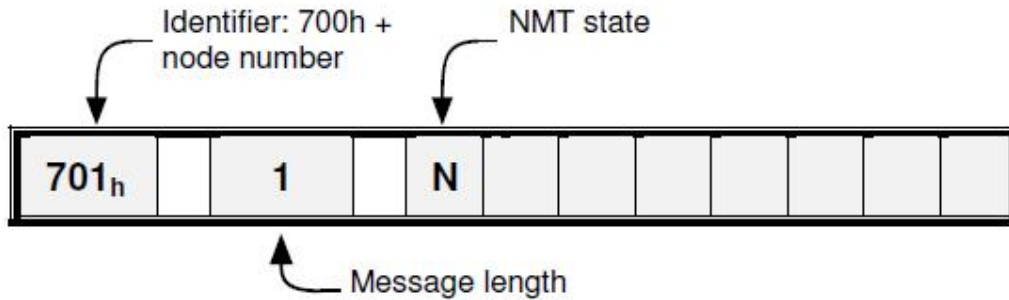 Identifier: 700h +
node number
NMT state
701h 1 N
Message length